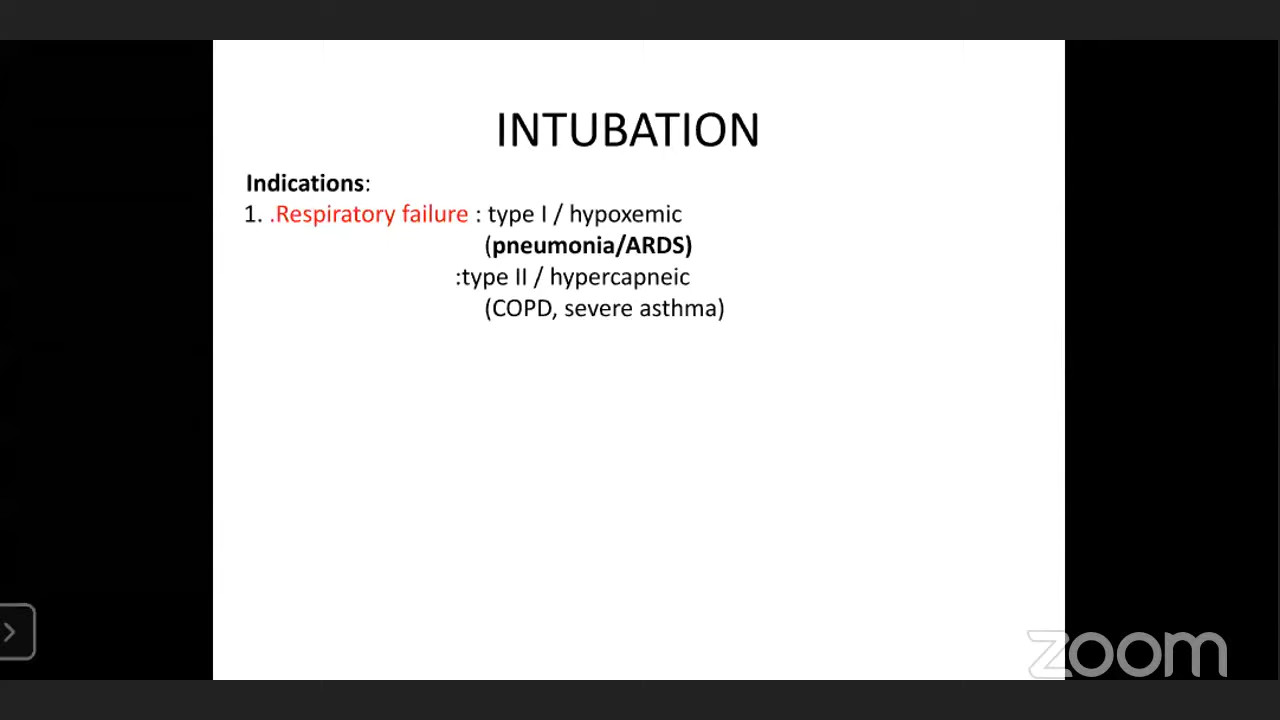 INTUBATION
Indications:
1. .Respiratory failure : type I / hypoxemic
(pneumonia/ARDS)
:type II / hypercapneic
(COPD, severe asthma)
zoom